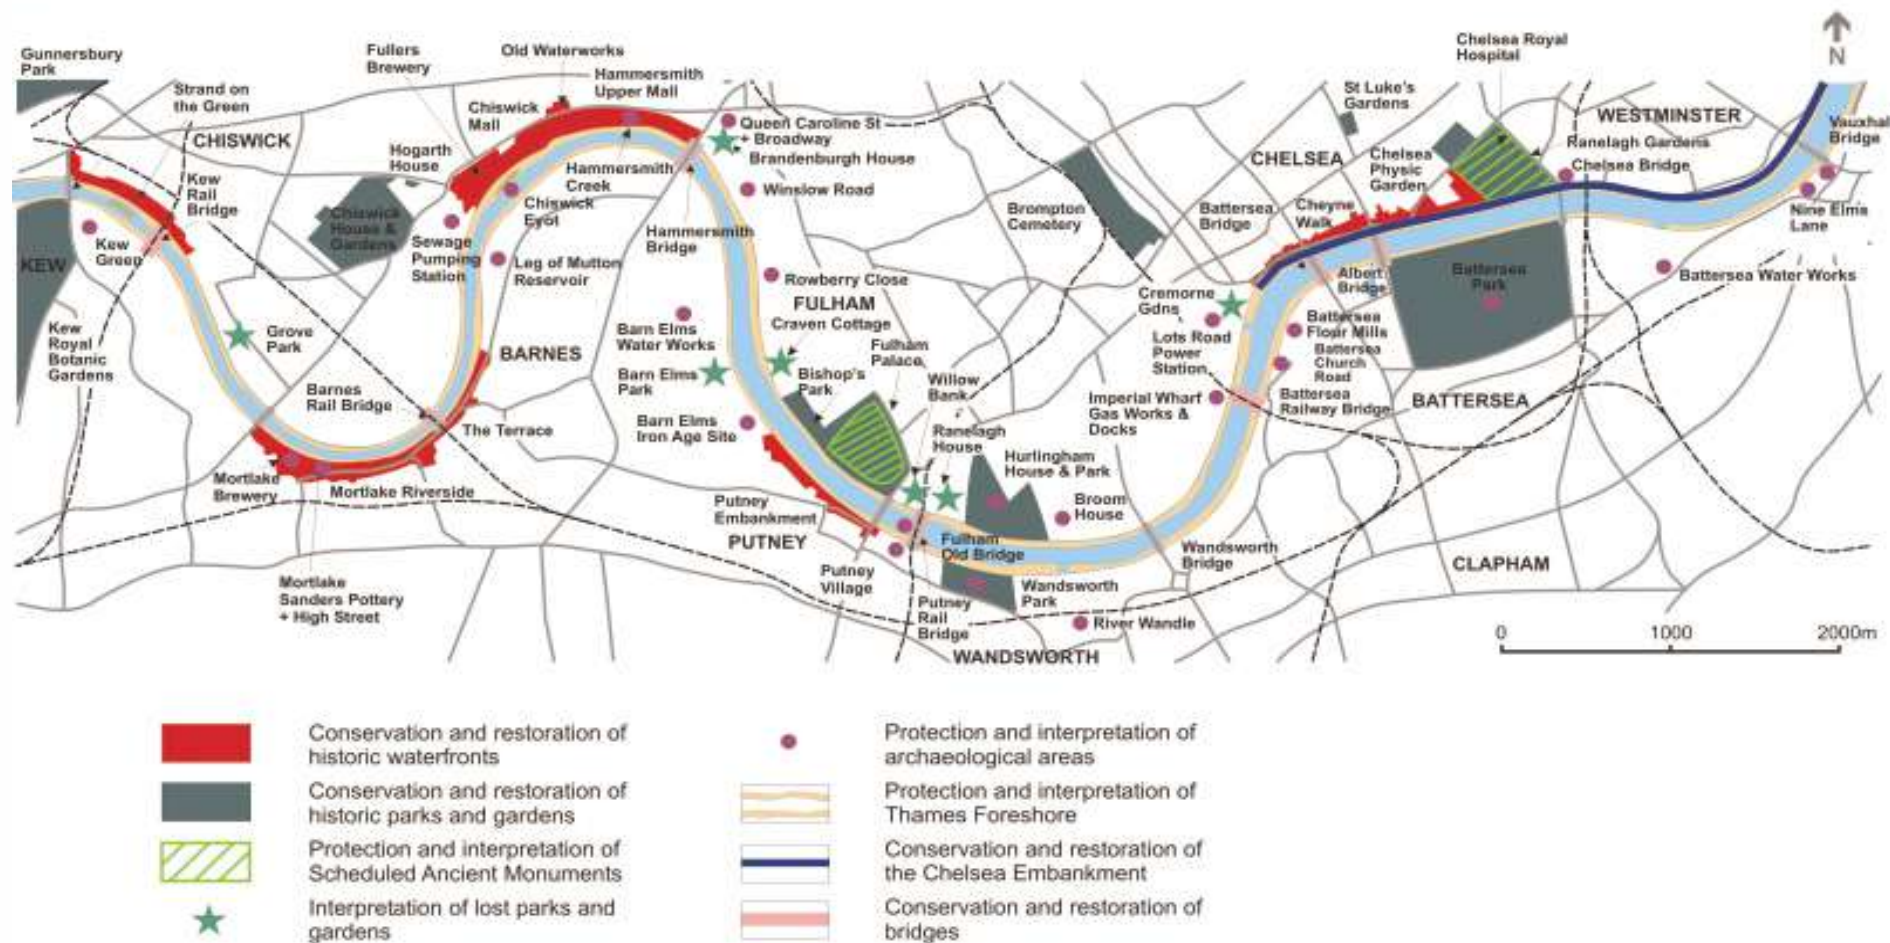 Gunnersbury
Park
Strand on
the Green
CHISWICK
Fullers
Brewery
Old Waterworks
Hammersmith
Upper Mall
Chiswick
Mall
Hogarth
House
Kew
Rail
Bridge
Kew
Green
KEW
Kew
Royal
Botanic
Gardens
Grove
Park
Chiswick
House &
Gardens
Sewage
Pumping
Station
Hammersmith
Creek
Chiswick
Eyot
Leg of Mutton
Reservoir
Hammersmith
Bridge
Queen Caroline St
+ Broadway
Brandenburgh House
Winslow Road
Rowberry Close
FULHAM
Craven Cottage
Fulham
Palace
Barn Elms
Water Works
Barn Elms
Park
Bishop's
Park
Barn Elms
Iron Age Site
BARNES
Barnes
Rail Bridge
The Terrace
Mortlake
Brewery
Mortlake Riverside
Mortlake
Sanders Pottery
+ High Street
Willow
Bank
Ranelagh
House
Hurlingham
House & Park
Broom
House
Putney
Embankment
PUTNEY
Putney
Village
Fulham
Old Bridge
Putney
Rail
Bridge
Wandsworth
Park
River Wandle
WANDSWORTH
Wandsworth
Bridge
Brompton
Cemetery
Cremorne
Gdns
Lots Road
Power
Station
Imperial Wharf
Gas Works &
Docks
Battersea
Bridge
Cheyne
Walk
CHELSEA
St Luke's
Gardens
Chelsea
Physic
Garden
Chelsea Royal
Hospital
WESTMINSTER
Ranelagh Gardens
Chelsea Bridge
Vauxhal
Bridge
Nine Elms
Lane
Battersea Water Works
Albert
Bridge
Battersea
Park
Battersea
Flour Mills
Battersea
Church
Road
Battersea
Railway Bridge
BATTERSEA
CLAPHAM
N
0 1000 2000m
Conservation and restoration of
historic waterfronts
Conservation and restoration of
historic parks and gardens
Protection and interpretation of
Scheduled Ancient Monuments
Interpretation of lost parks and
gardens
Protection and interpretation of
archaeological areas
Protection and interpretation of
Thames Foreshore
Conservation and restoration of
the Chelsea Embankment
Conservation and restoration of
bridges